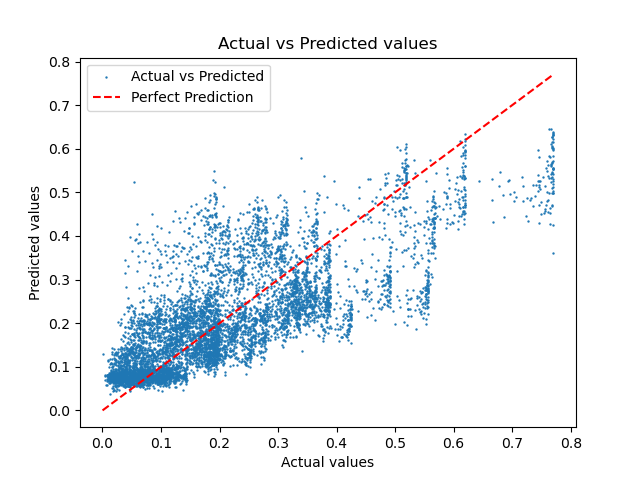 Actual vs Predicted values
Actual vs Predicted
Perfect Prediction
Predicted values
0.8
0.7
0.6
0.5
0.4
0.3
0.2
0.1
0.0
0.0 0.1 0.2 0.3 0.4 0.5 0.6 0.7 0.8
Actual values